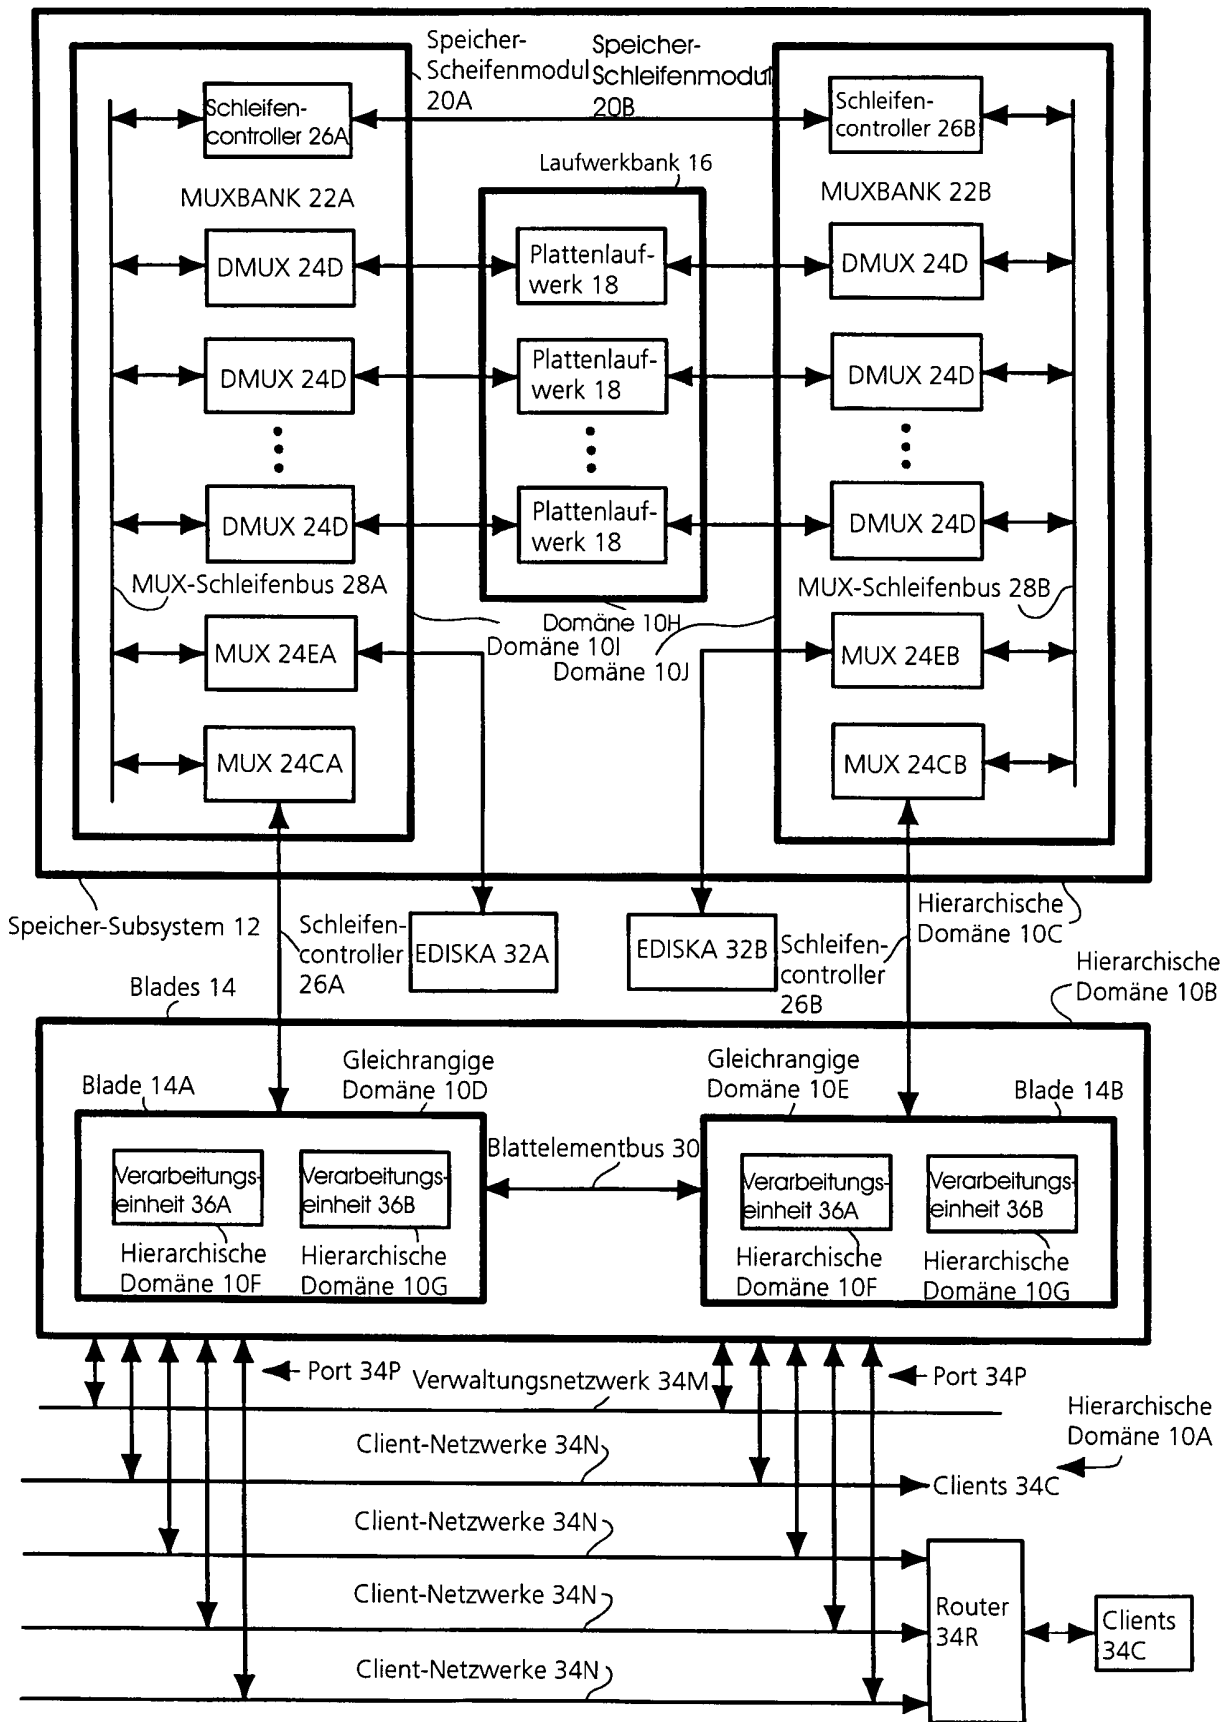 Speicher-
Scheifenmodul
20A
Speicher-
Schleifenmodul
20B
Schleifen-
controller 26A
Schleifen-
controller 26B
Laufwerkbank 16
MUXBANK 22A
MUXBANK 22B
DMUX 24D
Plattenlauf-
werk 18
DMUX 24D
DMUX 24D
Plattenlauf-
werk 18
DMUX 24D
DMUX 24D
Plattenlauf-
werk 18
DMUX 24D
MUX-Schleifenbus 28A
MUX-Schleifenbus 28B
Domäne 10H
Domäne 10I
Domäne 10J
MUX 24EA
MUX 24EB
MUX 24CA
MUX 24CB
Speicher-Subsystem 12
Schleifen-
controller
26A
EDISKA 32A
EDISKA 32B
Schleifen-
controller
26B
Hierarchische
Domäne 10C
Hierarchische
Domäne 10B
Blades 14
Blade 14A
Gleichrangige
Domäne 10D
Gleichrangige
Domäne 10E
Blade 14B
Blattelementbus 30
Verarbeitungs-
einheit 36A
Verarbeitungs-
einheit 36B
Verarbeitungs-
einheit 36A
Verarbeitungs-
einheit 36B
Hierarchische
Domäne 10F
Hierarchische
Domäne 10G
Hierarchische
Domäne 10F
Hierarchische
Domäne 10G
Port 34P
Port 34P
Verwaltungsnetzwerk 34M
Hierarchische
Domäne 10A
Client-Netzwerke 34N
Clients 34C
Client-Netzwerke 34N
Client-Netzwerke 34N
Router
34R
Clients
34C
Client-Netzwerke 34N